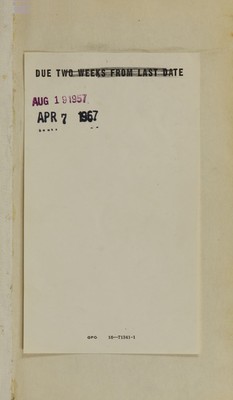 DUE TWO WEEKS FROM LAST DATE
AUG 19 1957
APR 7 1967
GPO